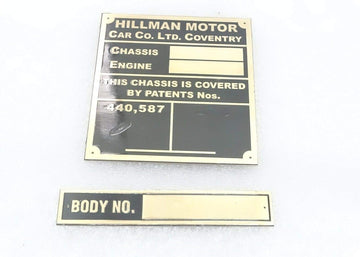 HILLMAN MOTOR
CAR CO. LTD. COVENTRY
CHASSIS
ENGINE
THIS CHASSIS IS COVERED
BY PATENTS Nos.
440,587
BODY NO.